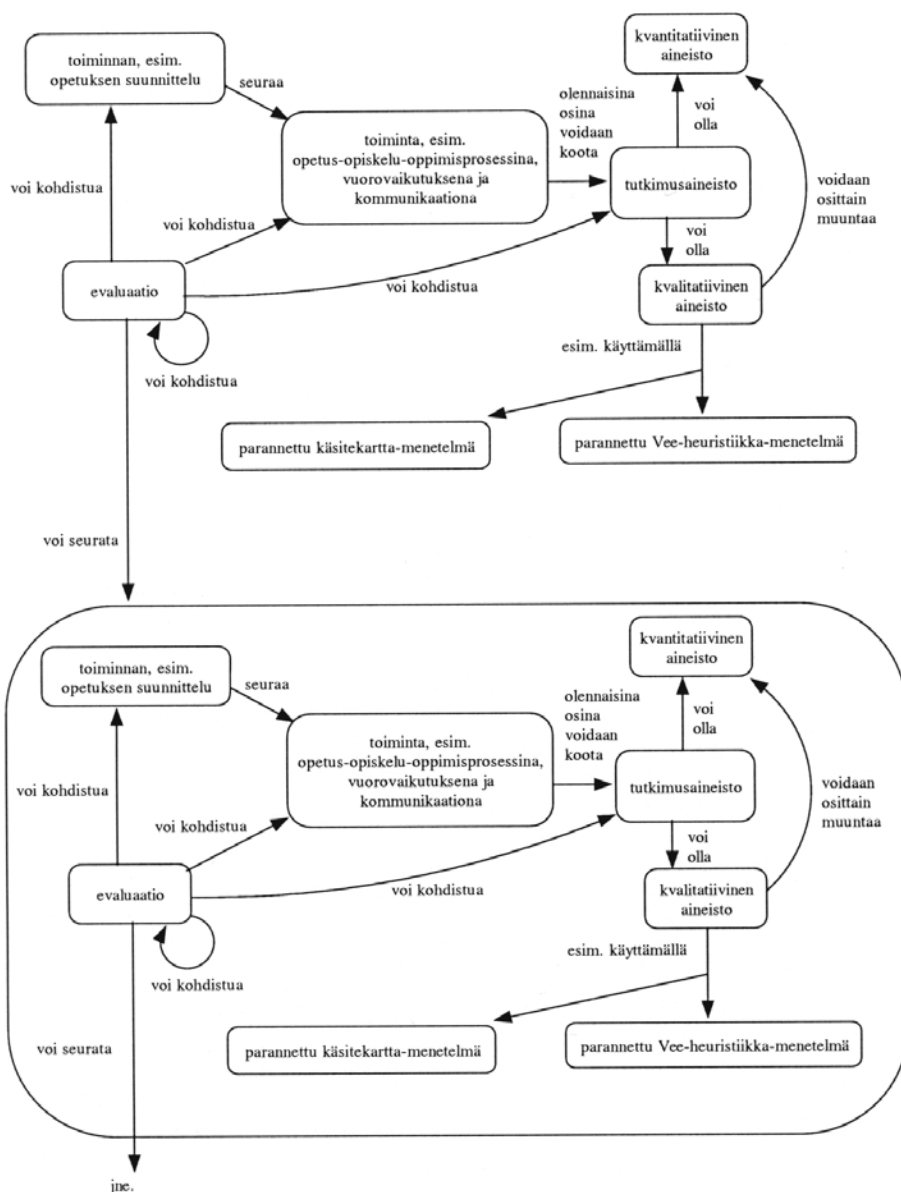 toiminnan, esim.
opetuksen suunnittelu
seuraa
kvantitatiivinen
aineisto
olennaisina
osina
voidaan
koota
voi
olla
toiminta, esim.
opetus-opiskelu-oppimisprosessina,
vuorovaikutuksena ja
kommunikaationa
tutkimusaineisto
voidaan
osittain
muuntaa
voi kohdistua
voi kohdistua
voi
olla
evaluaatio
voi kohdistua
kvalitatiivinen
aineisto
voi kohdistua
esim. käyttämällä
parannettu käsitekartta-menetelmä
parannettu Vee-heuristiikka-menetelmä
voi seurata
toiminnan, esim.
opetuksen suunnittelu
seuraa
kvantitatiivinen
aineisto
olennaisina
osina
voidaan
koota
voi
olla
toiminta, esim.
opetus-opiskelu-oppimisprosessina,
vuorovaikutuksena ja
kommunikaationa
tutkimusaineisto
voidaan
osittain
muuntaa
voi kohdistua
voi kohdistua
voi
olla
evaluaatio
voi kohdistua
kvalitatiivinen
aineisto
voi kohdistua
esim. käyttämällä
parannettu käsitekartta-menetelmä
parannettu Vee-heuristiikka-menetelmä
voi seurata
jne.